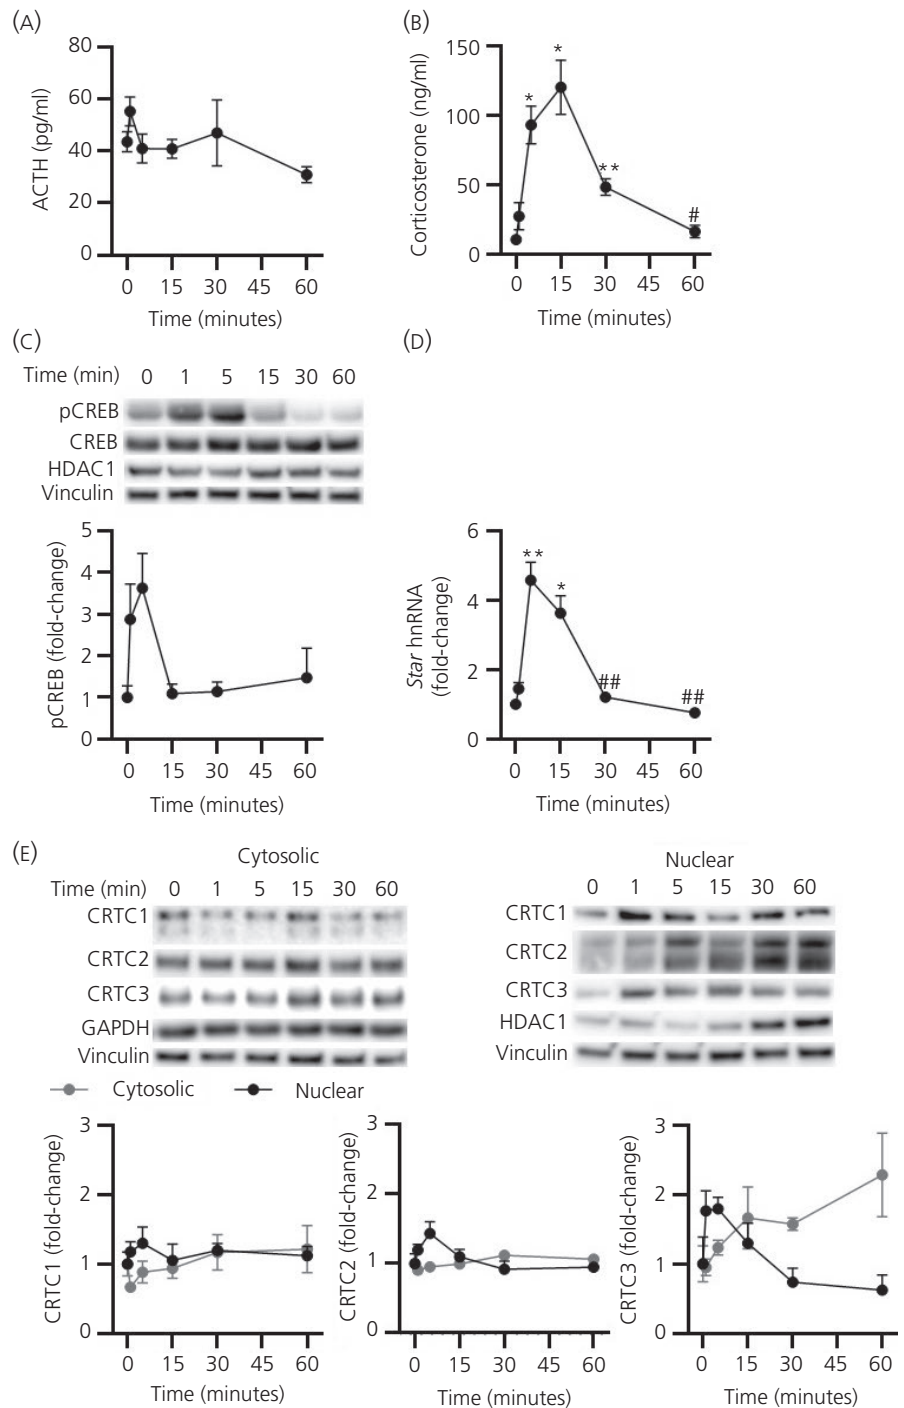 (A)
80
60
40
20
0
ACTH (pg/ml)
0 15 30 45 60
Time (minutes)
(B)
150
100
50
0
Corticosterone (ng/ml)
*
*
**
#
0 15 30 45 60
Time (minutes)
(C)
Time (min) 0 1 5 15 30 60
pCREB
CREB
HDAC1
Vinculin
5
4
3
2
1
0
pCREB (fold-change)
0 15 30 45 60
Time (minutes)
(D)
6
4
2
0
Star hnRNA
(fold-change)
**
*
##
##
0 15 30 45 60
Time (minutes)
(E)
Cytosolic
Time (min) 0 1 5 15 30 60
CRTC1
CRTC2
CRTC3
GAPDH
Vinculin
Nuclear
0 1 5 15 30 60
CRTC1
CRTC2
CRTC3
HDAC1
Vinculin
Cytosolic Nuclear
3
2
1
0
CRTC1 (fold-change)
0 15 30 45 60
Time (minutes)
3
2
1
0
CRTC2 (fold-change)
0 15 30 45 60
Time (minutes)
3
2
1
0
CRTC3 (fold-change)
0 15 30 45 60
Time (minutes)